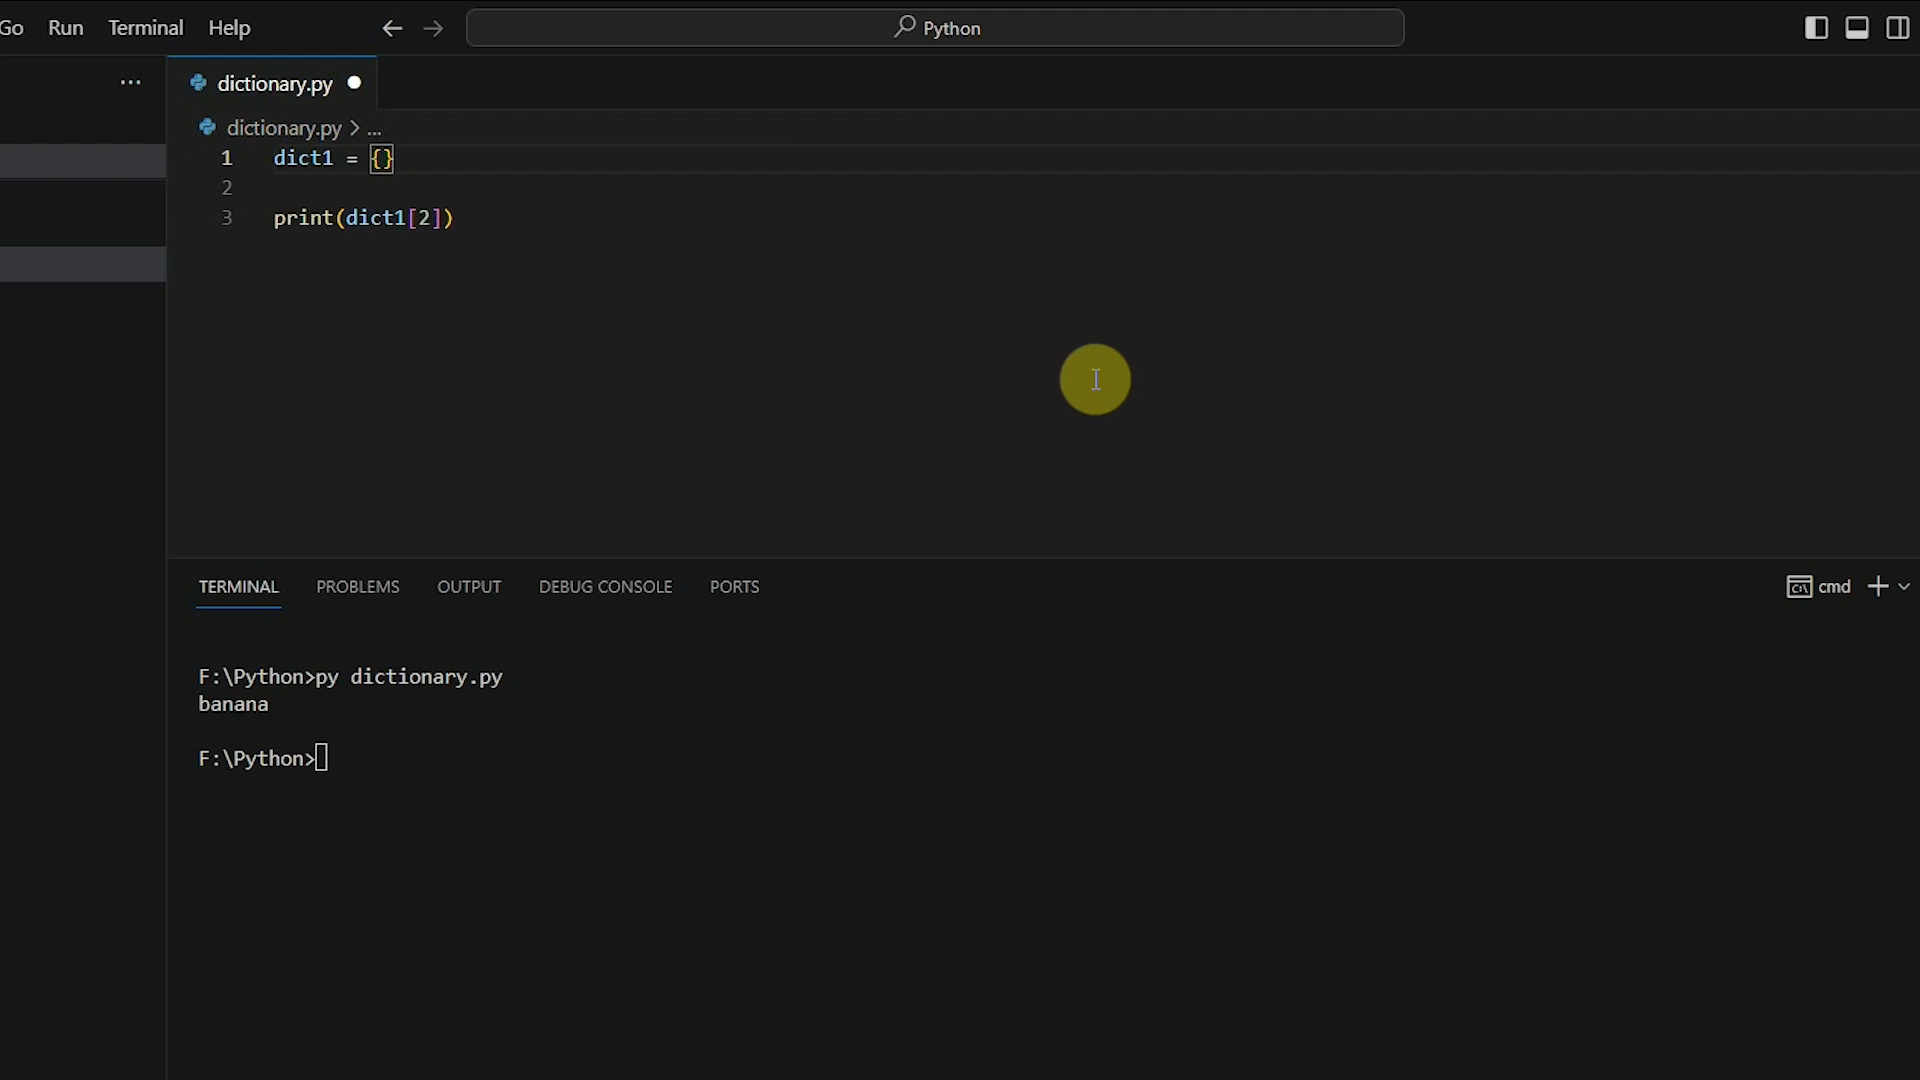 Go Run Terminal Help Python
... dictionary.py
dictionary.py > ...
1 dict1 = {}
2
3 print(dict1[2])
TERMINAL PROBLEMS OUTPUT DEBUG CONSOLE PORTS cmd
F:\Python>py dictionary.py
banana
F:\Python>